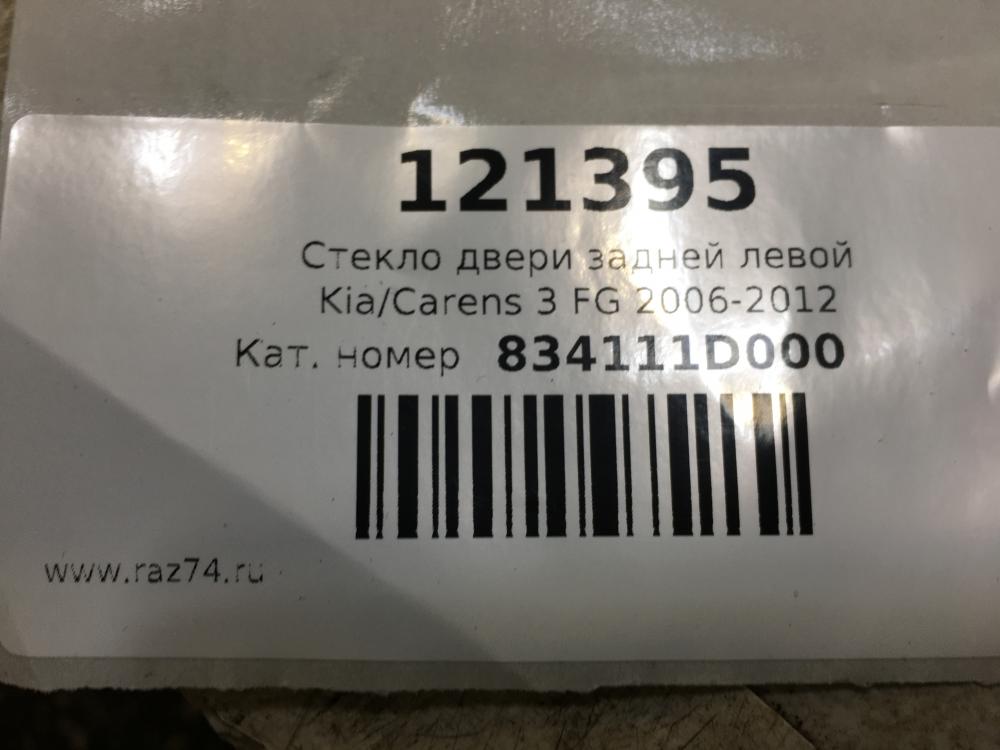 121395
Стекло двери задней левой
Kia/Carens 3 FG 2006-2012
Кат. номер 834111D000
www.raz74.ru